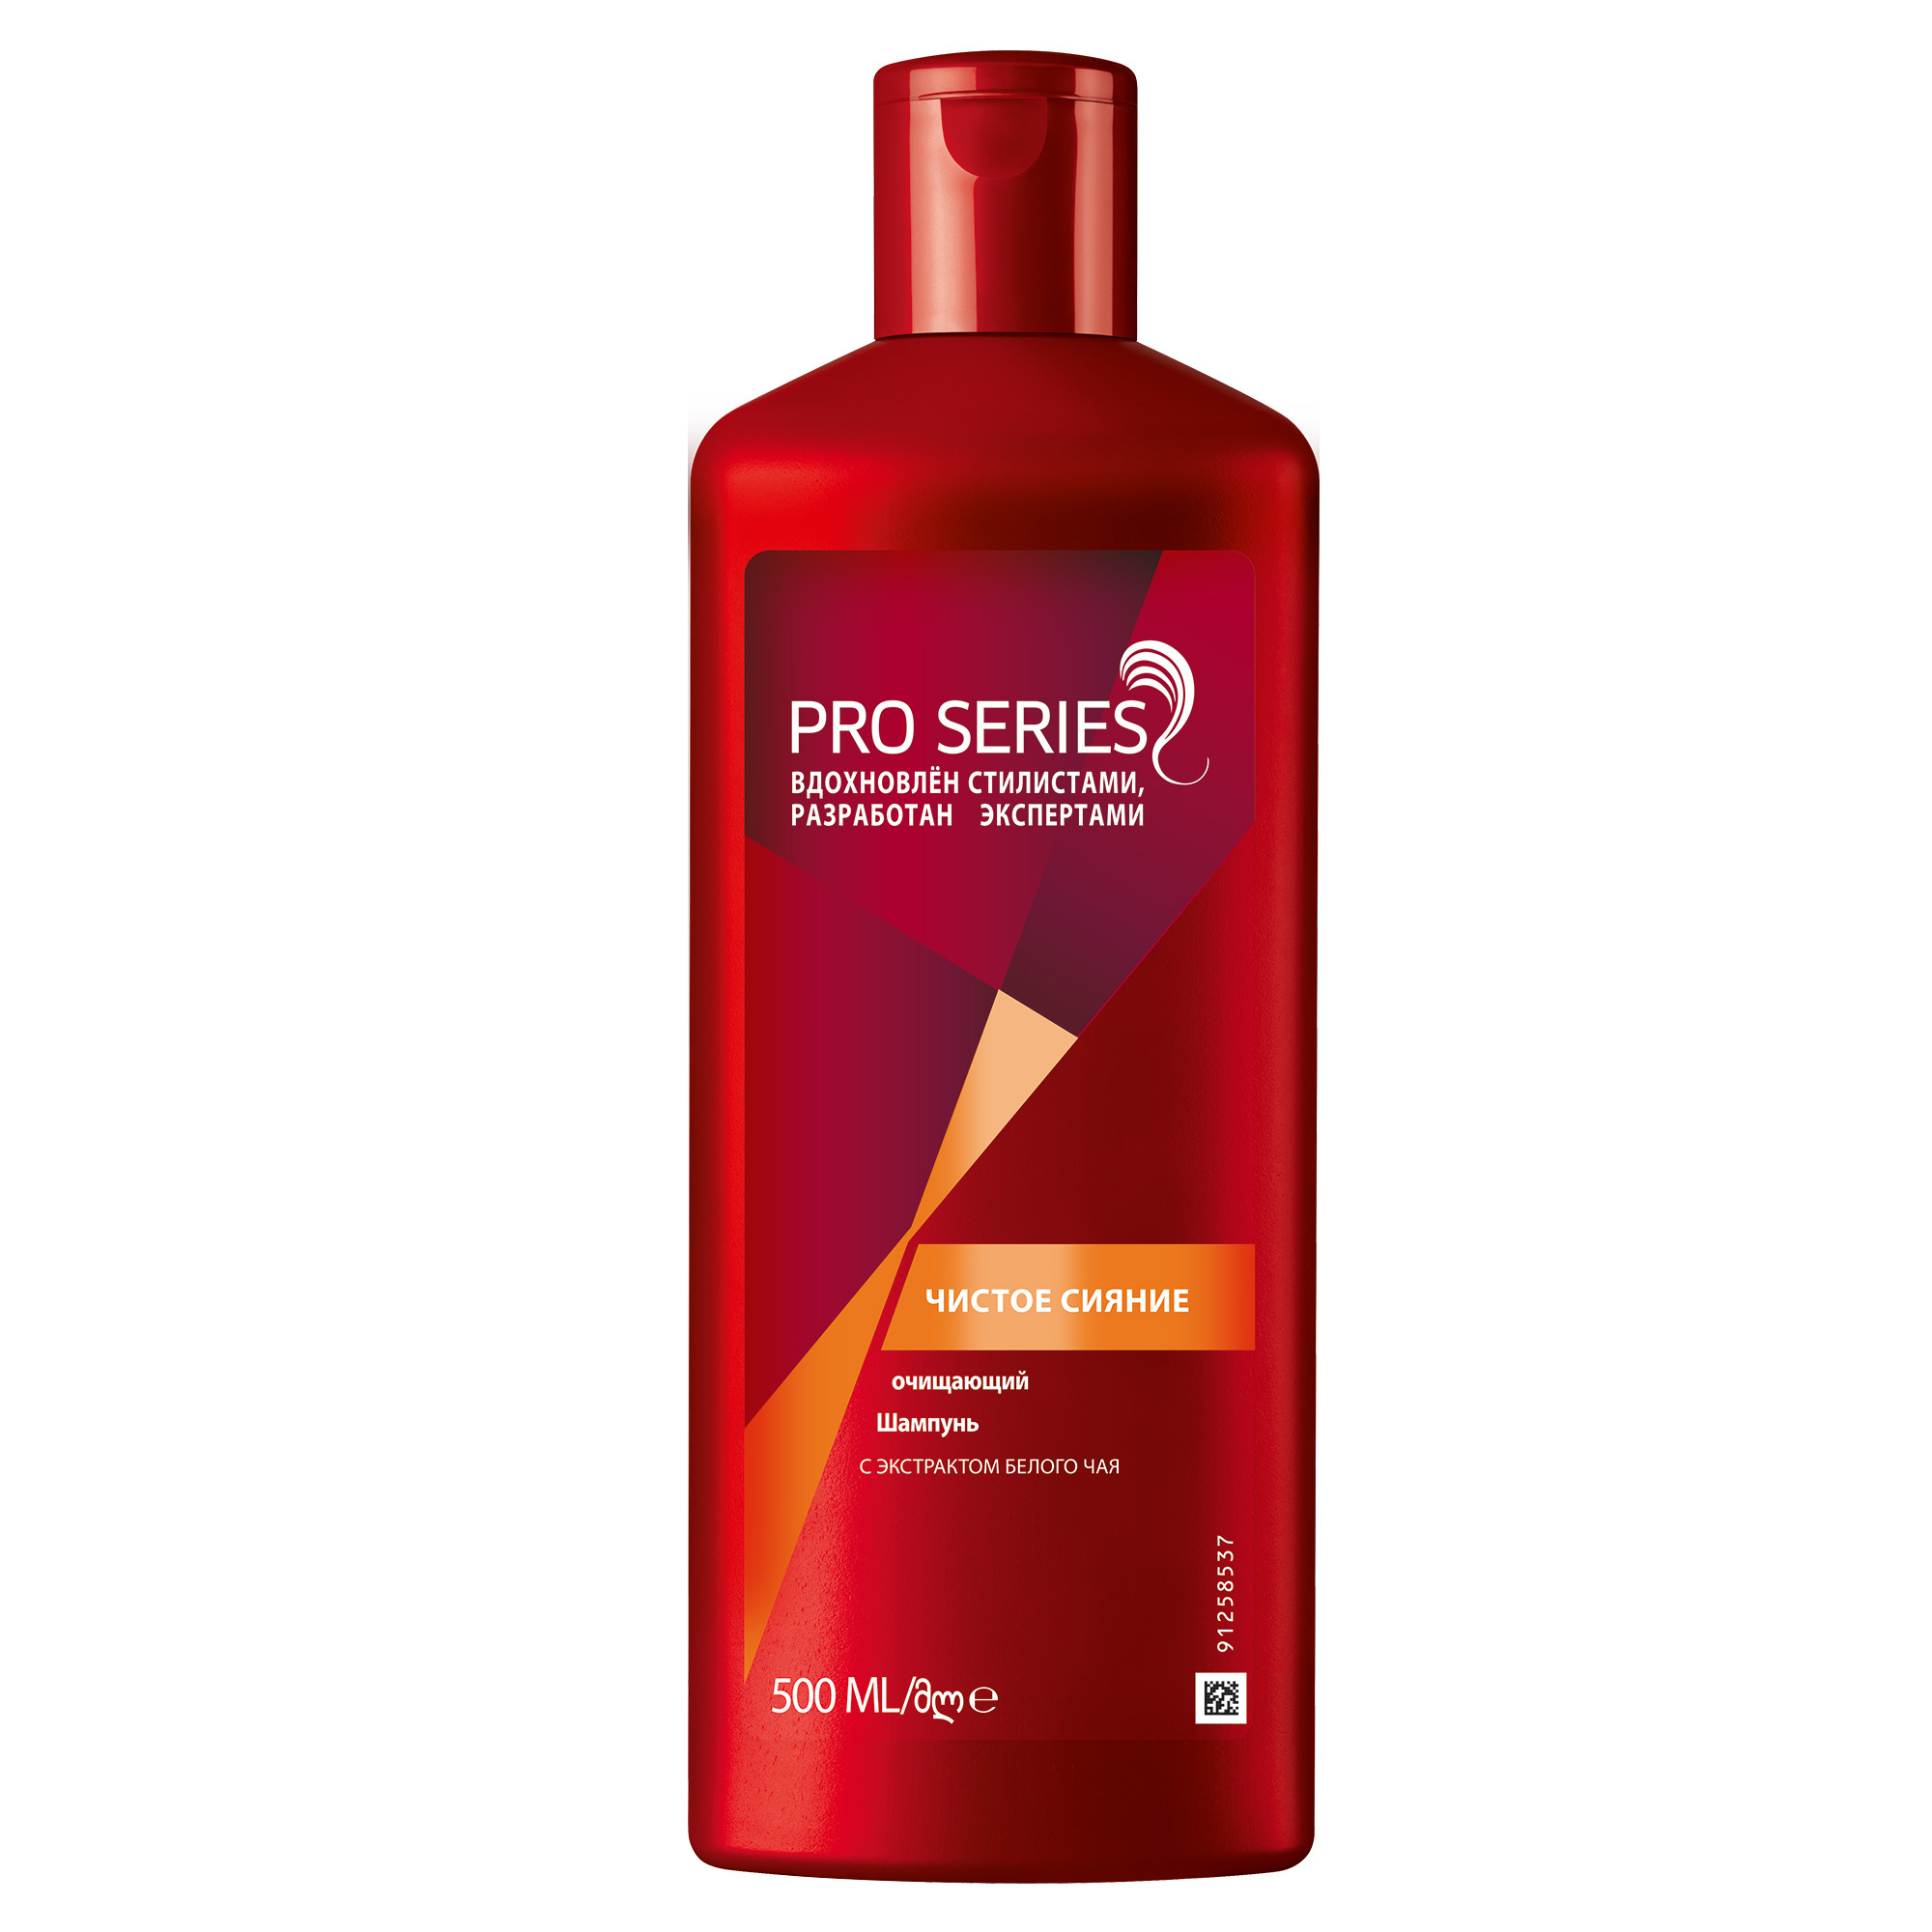 PRO SERIES
ВДОХНОВЛЁН СТИЛИСТАМИ,
РАЗРАБОТАН ЭКСПЕРТАМИ
ЧИСТОЕ СИЯНИЕ
очищающий
Шампунь
С ЭКСТРАКТОМ БЕЛОГО ЧАЯ
91258537
500 ML/მლ ℮